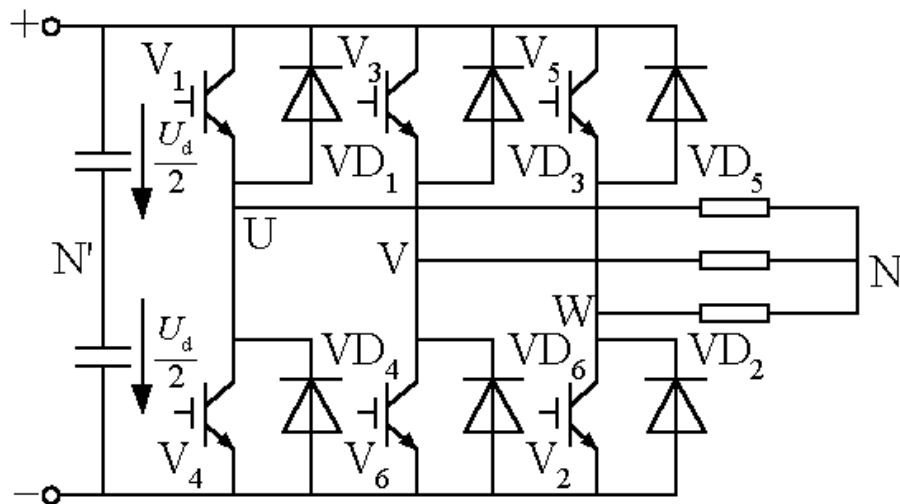 +
V1 V3 V5
Ud/2 VD1 VD3 VD5
U
N' V N
W
Ud/2 VD4 VD6 VD2
V4 V6 V2
−